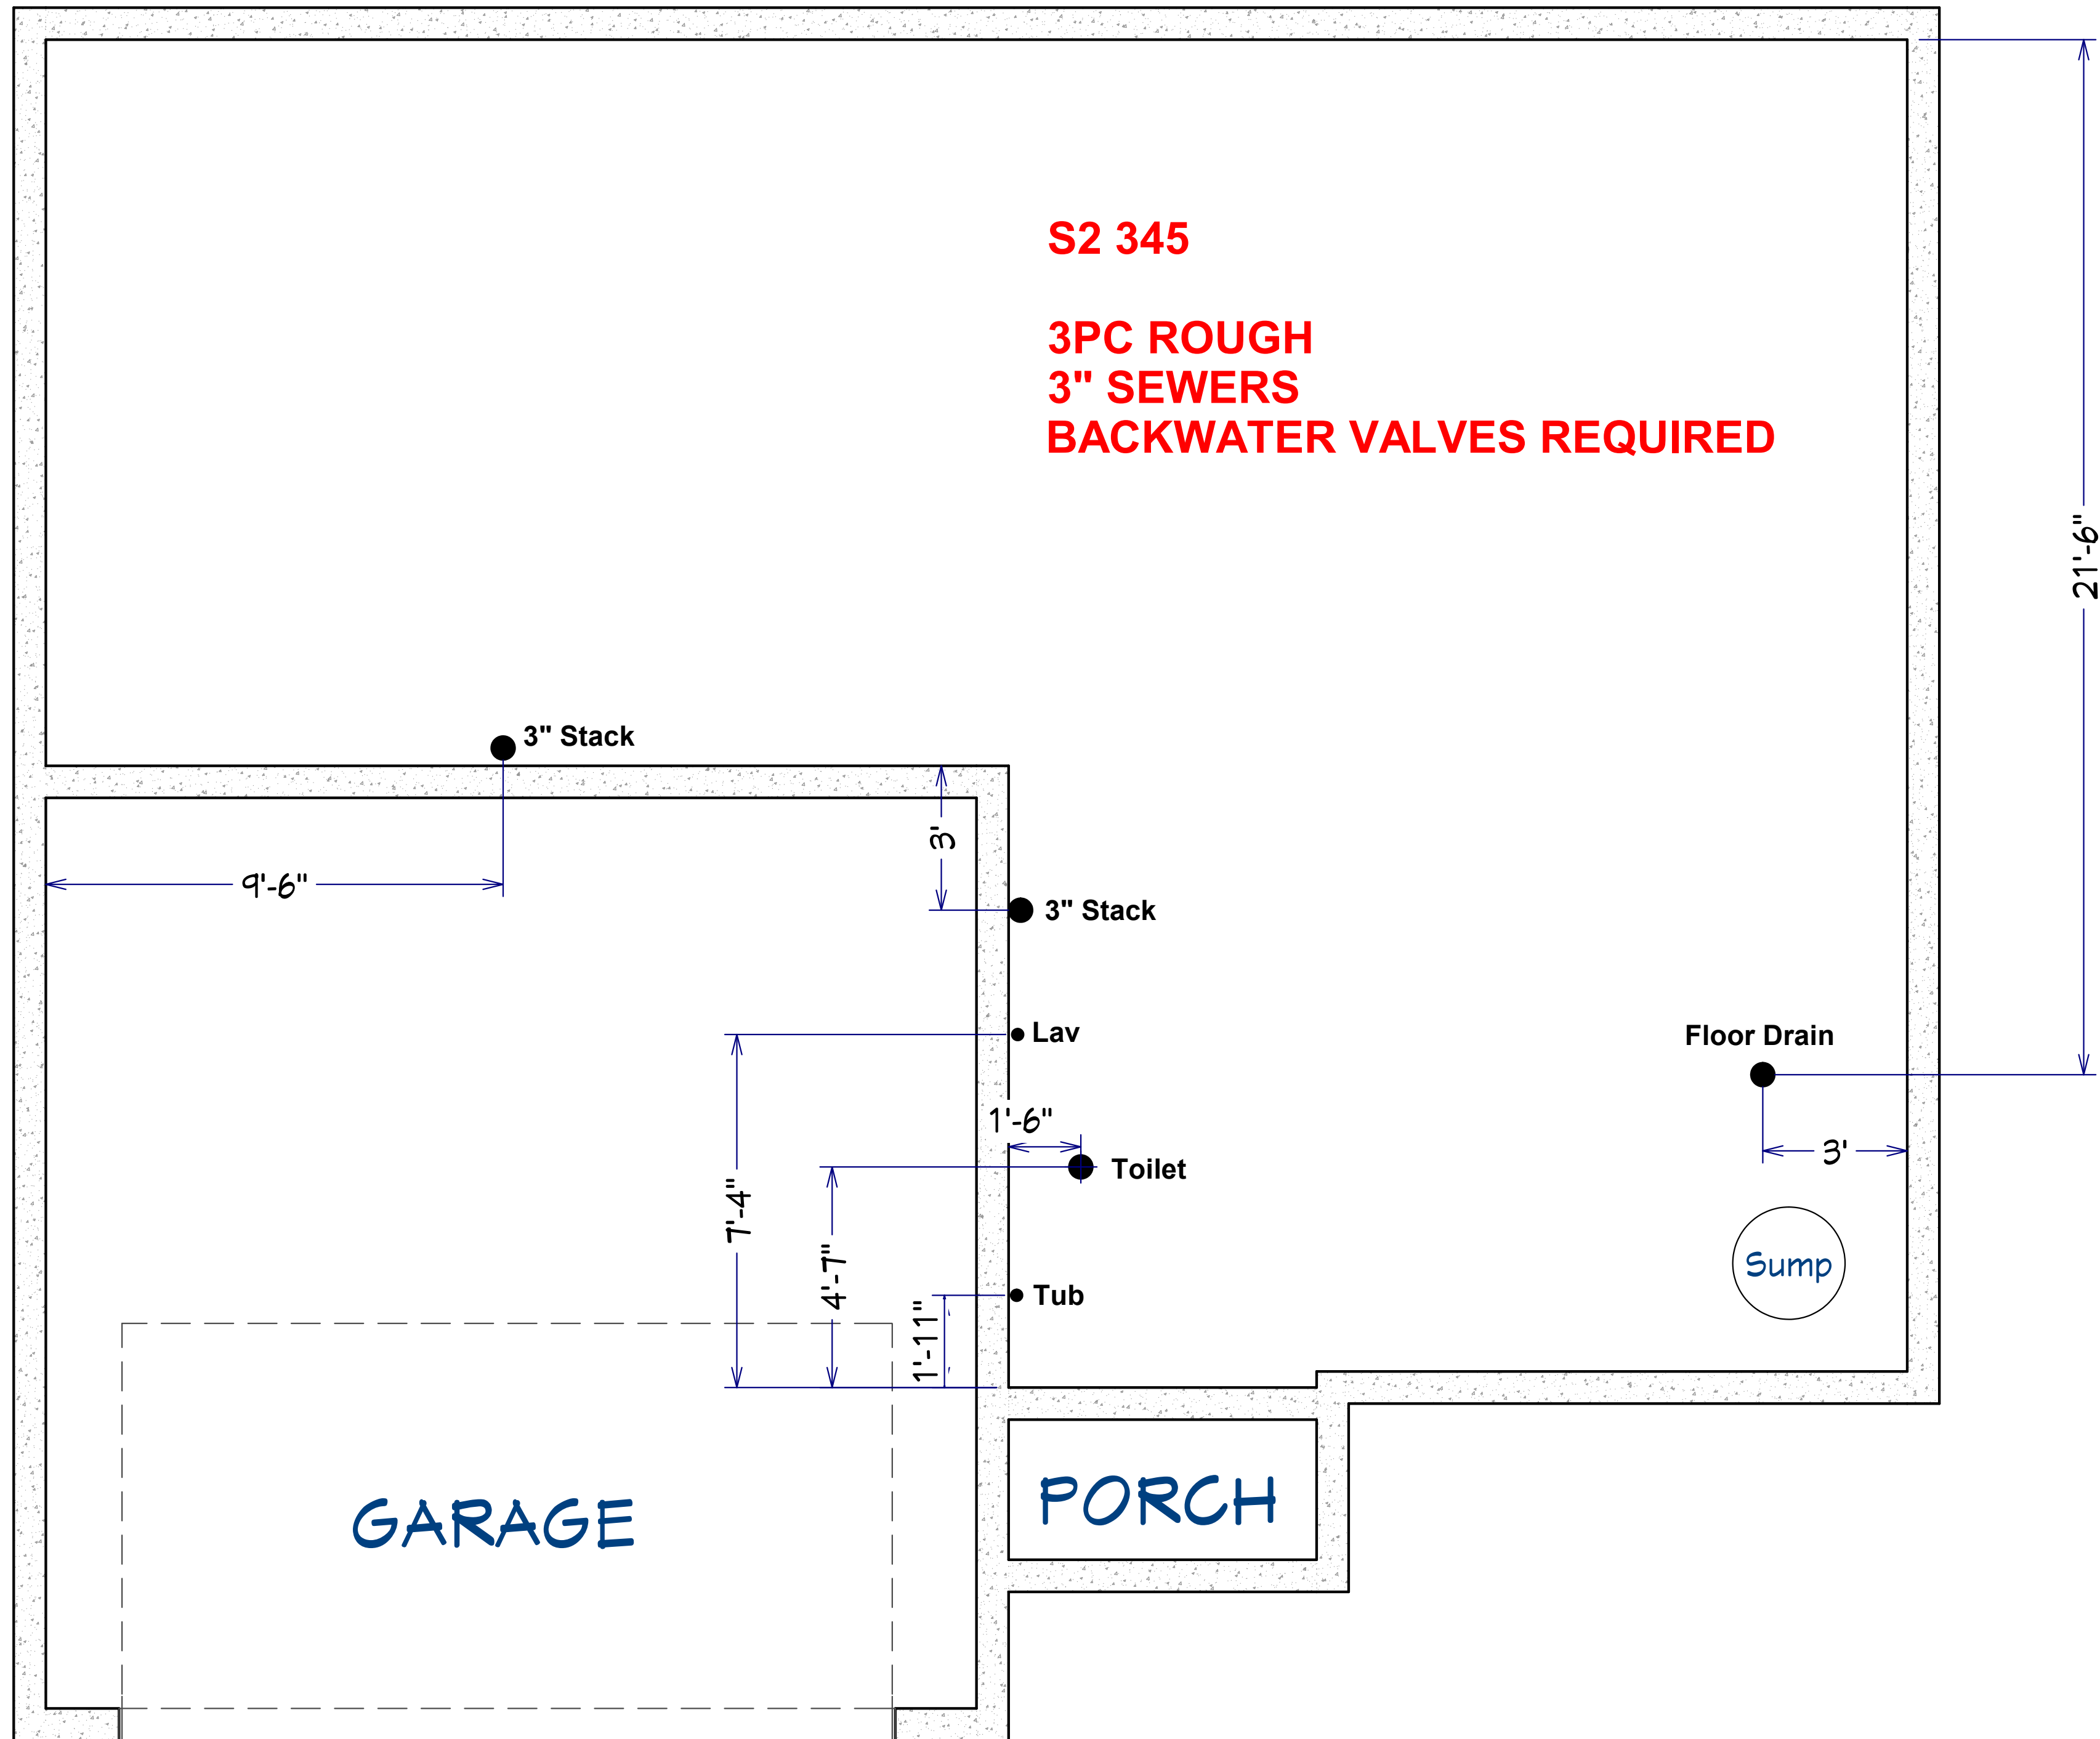 S2 345
3PC ROUGH
3" SEWERS
BACKWATER VALVES REQUIRED
21'-6"
3" Stack
3'
9'-6"
3" Stack
Lav
Floor Drain
1'-6"
3'
Toilet
7'-4"
4'-7"
Sump
Tub
1'-11"
PORCH
GARAGE